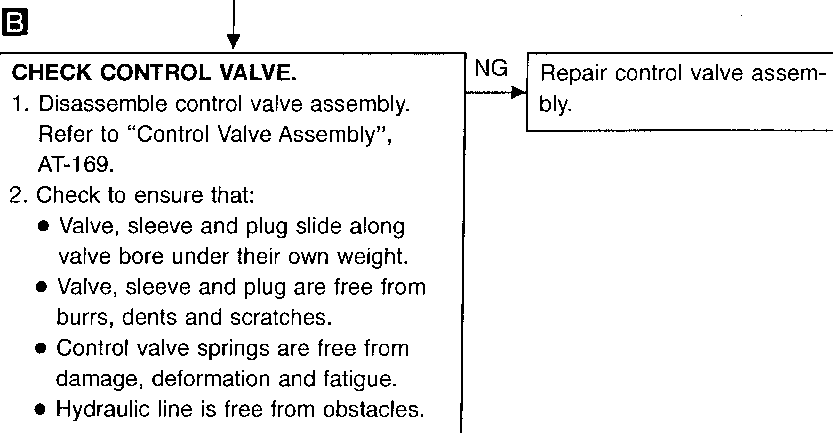 B
CHECK CONTROL VALVE.
1. Disassemble control valve assembly.
Refer to “Control Valve Assembly”,
AT-169.
2. Check to ensure that:
● Valve, sleeve and plug slide along
valve bore under their own weight.
● Valve, sleeve and plug are free from
burrs, dents and scratches.
● Control valve springs are free from
damage, deformation and fatigue.
● Hydraulic line is free from obstacles.
NG
Repair control valve assem-
bly.